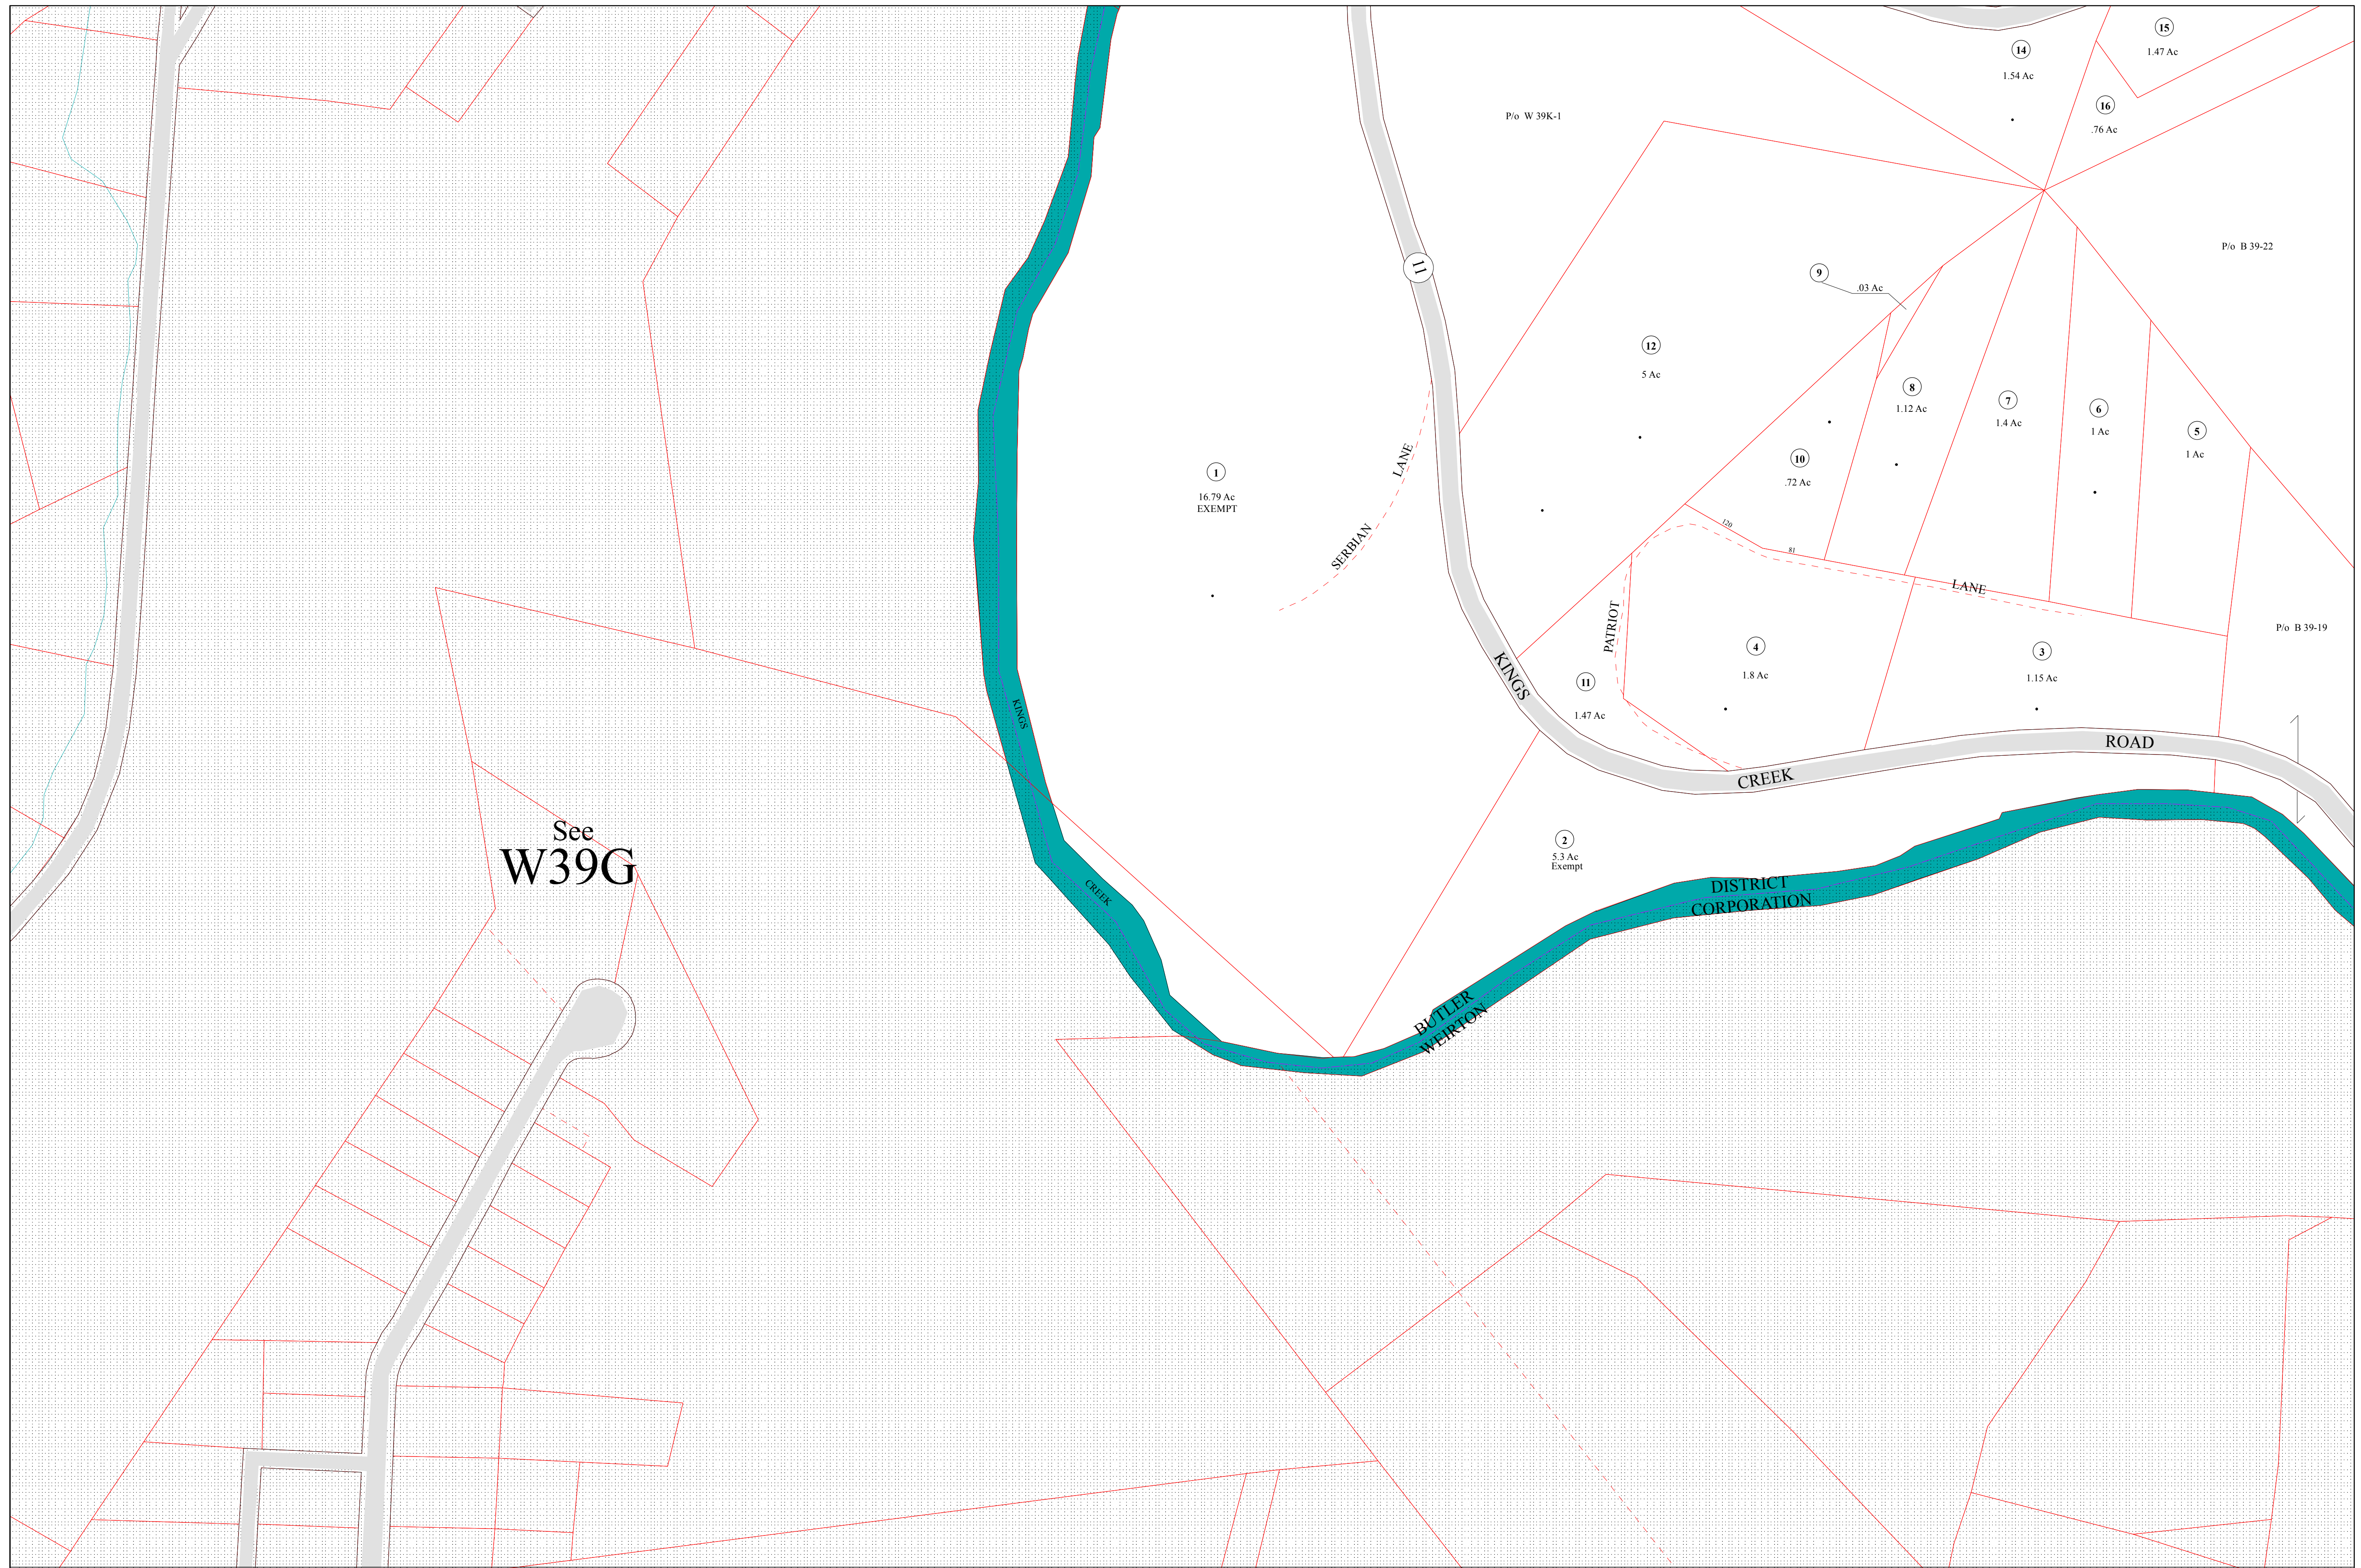 15
1.47 Ac
14
1.54 Ac
16
.76 Ac
P/o W 39K-1
P/o B 39-22
11
9
.03 Ac
12
5 Ac
8
1.12 Ac
7
1.4 Ac
6
1 Ac
5
1 Ac
10
.72 Ac
1
16.79 Ac
EXEMPT
SERBIAN LANE
120
81
PATRIOT LANE
P/o B 39-19
4
1.8 Ac
3
1.15 Ac
11
1.47 Ac
KINGS CREEK ROAD
KINGS CREEK
2
5.3 Ac
Exempt
See
W39G
BUTLER DISTRICT
WEIRTON CORPORATION